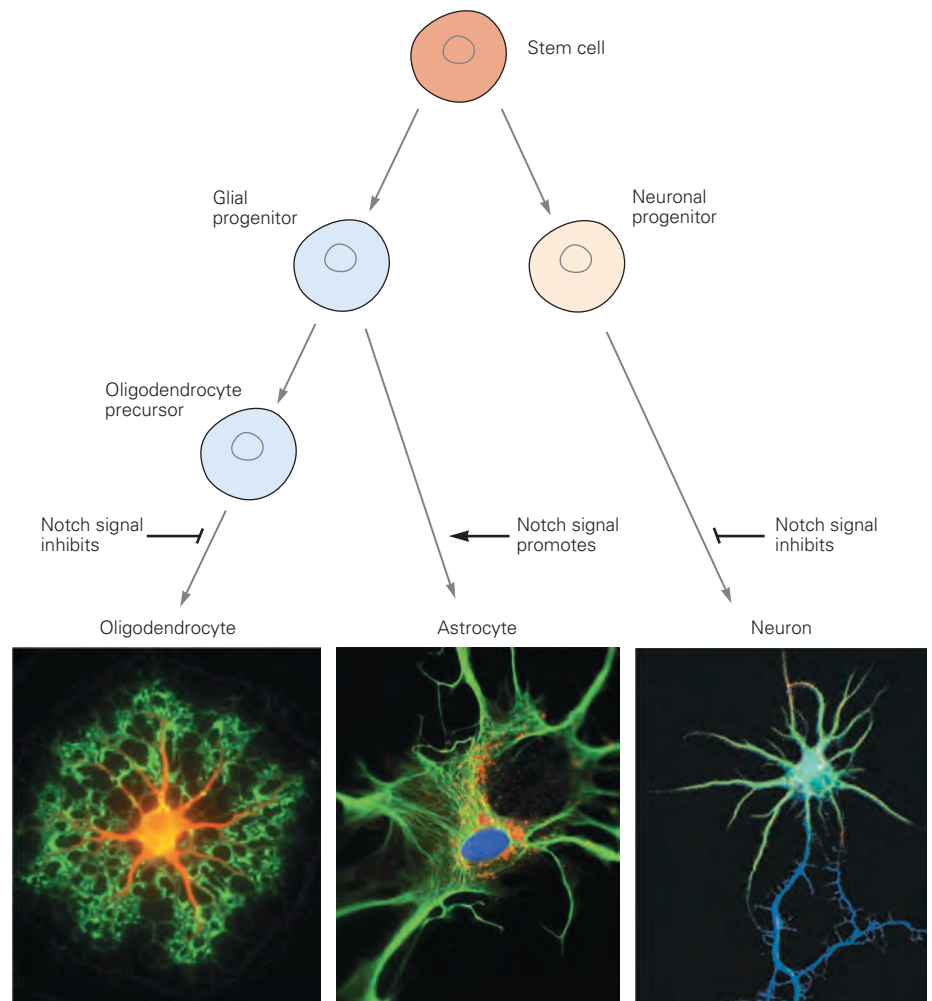 Stem cell
Glial
progenitor
Neuronal
progenitor
Oligodendrocyte
precursor
Notch signal
inhibits
Notch signal
promotes
Notch signal
inhibits
Oligodendrocyte
Astrocyte
Neuron